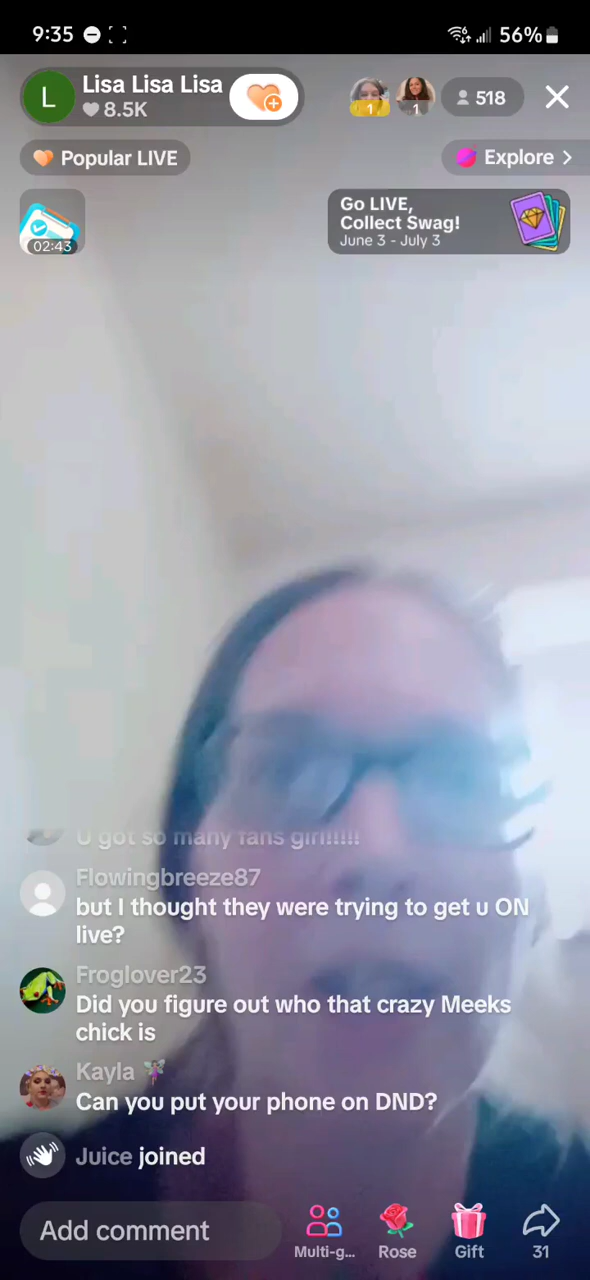 9:35
56%
L
Lisa Lisa Lisa
8.5K
1
1
518
Popular LIVE
Explore >
02:43
Go LIVE,
Collect Swag!
June 3 - July 3
U got so many fans girl!!!!!
Flowingbreeze87
but I thought they were trying to get u ON
live?
Froglover23
Did you figure out who that crazy Meeks
chick is
Kayla 🧚
Can you put your phone on DND?
Juice joined
Add comment
Multi-g...
Rose
Gift
31